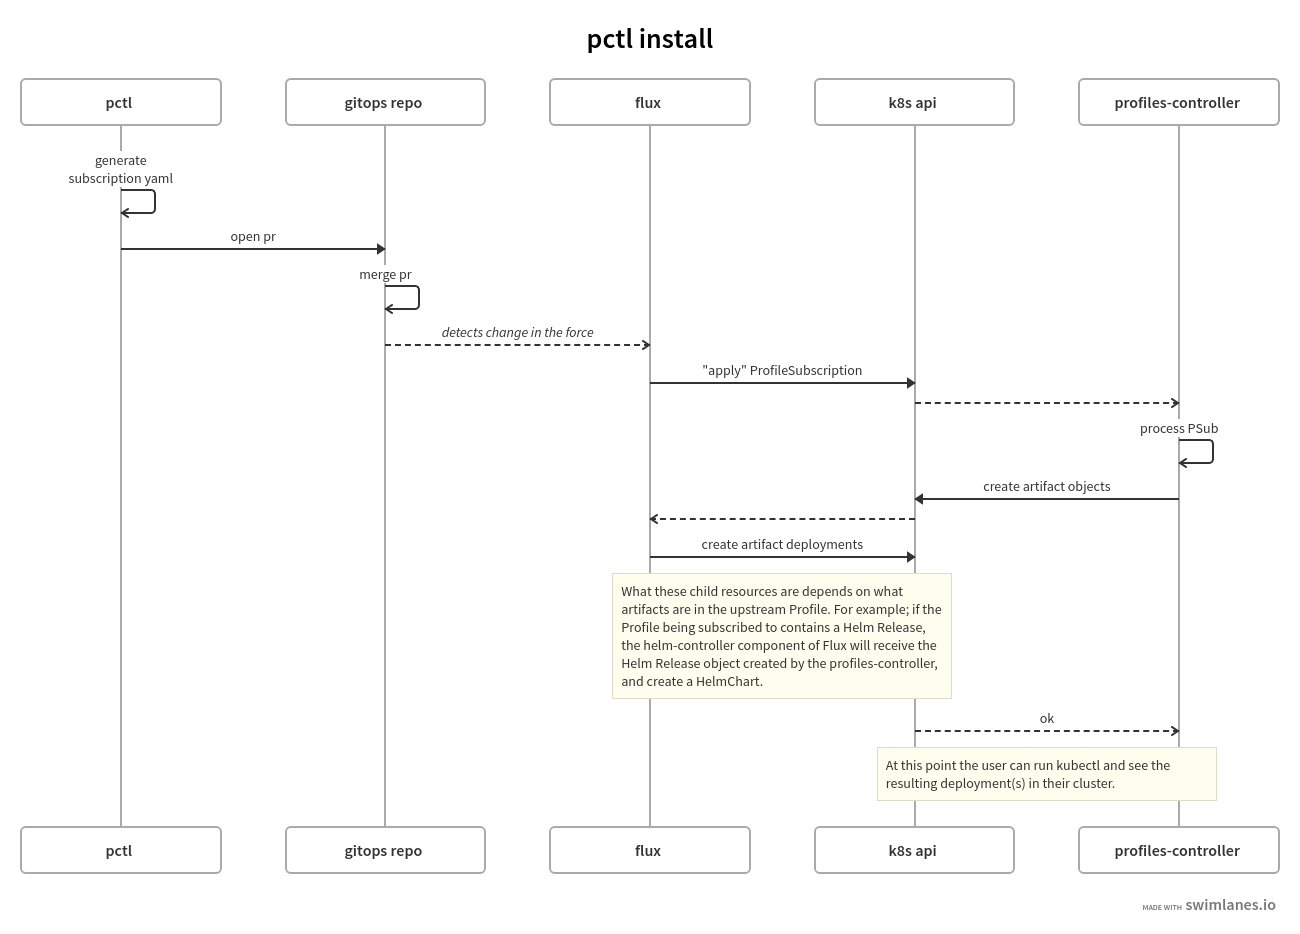 pctl install
pctl
gitops repo
flux
k8s api
profiles-controller
generate
subscription yaml
open pr
merge pr
detects change in the force
"apply" ProfileSubscription
process PSub
create artifact objects
create artifact deployments
What these child resources are depends on what
artifacts are in the upstream Profile. For example; if the
Profile being subscribed to contains a Helm Release,
the helm-controller component of Flux will receive the
Helm Release object created by the profiles-controller,
and create a HelmChart.
ok
At this point the user can run kubectl and see the
resulting deployment(s) in their cluster.
pctl
gitops repo
flux
k8s api
profiles-controller
MADE WITH swimlanes.io